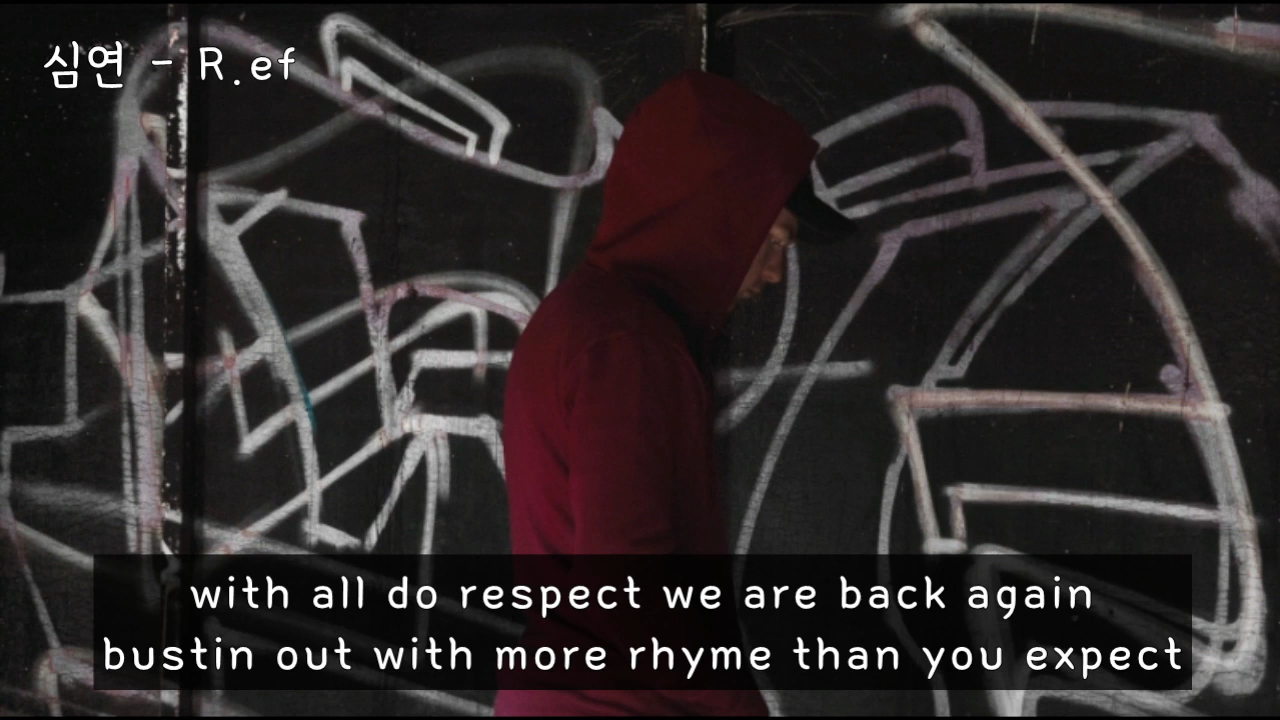 심연 - R.ef
with all do respect we are back again
bustin out with more rhyme than you expect